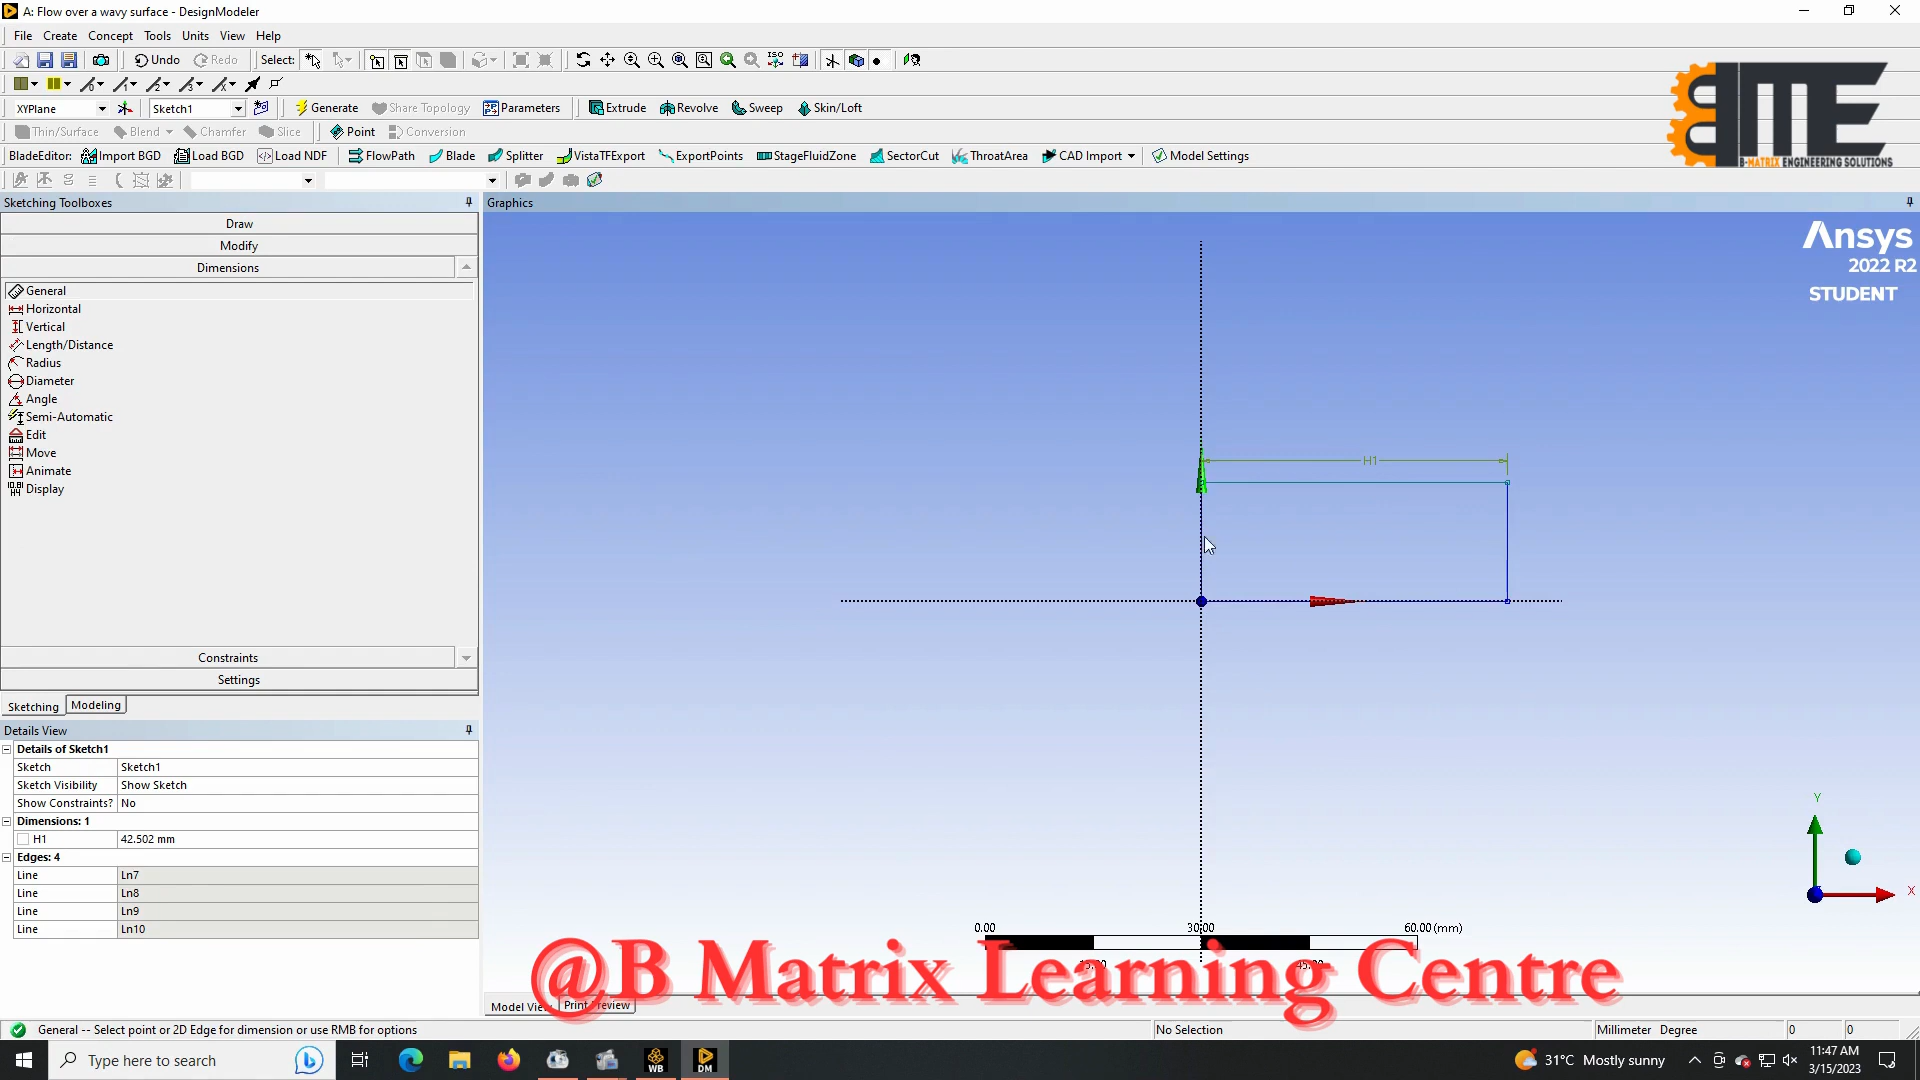 A: Flow over a wavy surface - DesignModeler
File Create Concept Tools Units View Help
Undo Redo Select: ISO
XYPlane Sketch1 Generate Share Topology Parameters Extrude Revolve Sweep Skin/Loft
Thin/Surface Blend Chamfer Slice Point Conversion
BladeEditor: Import BGD Load BGD Load NDF FlowPath Blade Splitter VistaTFExport ExportPoints StageFluidZone SectorCut ThroatArea CAD Import Model Settings
BME
B-MATRIX ENGINEERING SOLUTIONS
Sketching Toolboxes
Draw
Modify
Dimensions
General
Horizontal
Vertical
Length/Distance
Radius
Diameter
Angle
Semi-Automatic
Edit
Move
Animate
Display
Constraints
Settings
Sketching Modeling
Details View
Details of Sketch1
Sketch Sketch1
Sketch Visibility Show Sketch
Show Constraints? No
Dimensions: 1
H1 42.502 mm
Edges: 4
Line Ln7
Line Ln8
Line Ln9
Line Ln10
Graphics
Ansys
2022 R2
STUDENT
H1
Y
X
0.00 30.00 60.00 (mm)
@B Matrix Learning Centre
Model View Print Preview
General -- Select point or 2D Edge for dimension or use RMB for options No Selection Millimeter Degree 0 0
Type here to search WB DM 31°C Mostly sunny 11:47 AM
3/15/2023